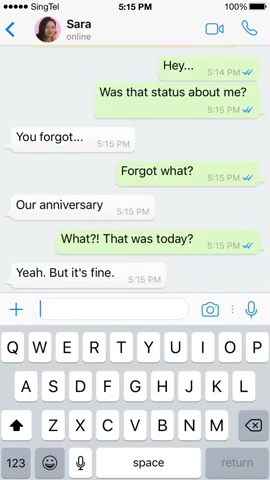 SingTel 5:15 PM 100%
Sara
online
Hey...
5:14 PM
Was that status about me?
5:15 PM
You forgot...
5:15 PM
Forgot what?
5:15 PM
Our anniversary
5:15 PM
What?! That was today?
5:15 PM
Yeah. But it's fine.
5:15 PM
Q W E R T Y U I O P
A S D F G H J K L
Z X C V B N M
123 space return